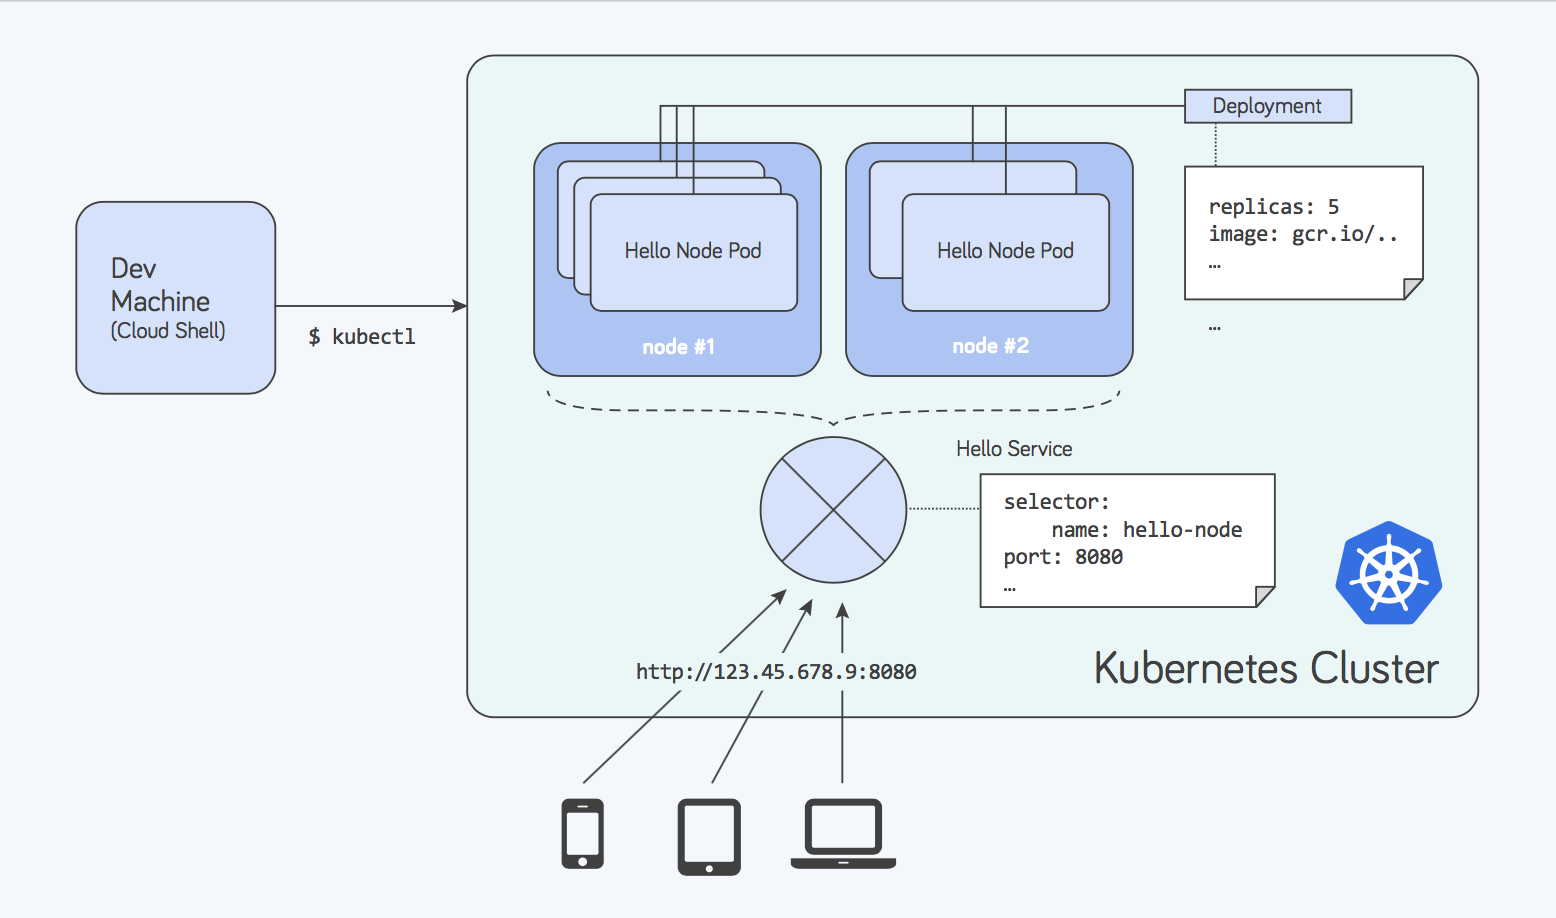 Deployment
replicas: 5
image: gcr.io/..
…
…
Hello Node Pod
Hello Node Pod
node #1
node #2
Dev
Machine
(Cloud Shell)
$ kubectl
Hello Service
selector:
    name: hello-node
port: 8080
…
http://123.45.678.9:8080
Kubernetes Cluster